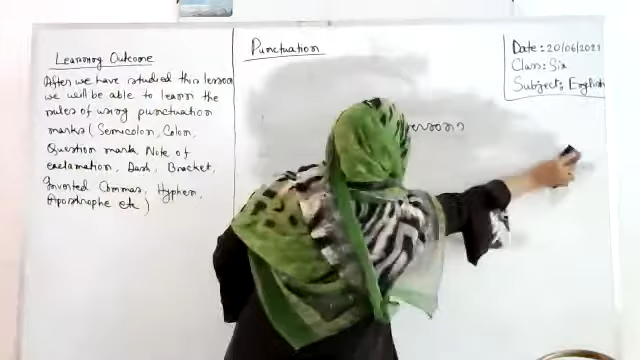 Learning Outcome
After we have studied this lesson
we will be able to learn the
rules of using punctuation
marks (Semicolon, Colon,
Question mark, Note of
exclamation, Dash, Bracket,
Inverted Commas, Hyphen,
Apostrophe etc)
Punctuation
Date: 20/06/2021
Class: Six
Subject: English